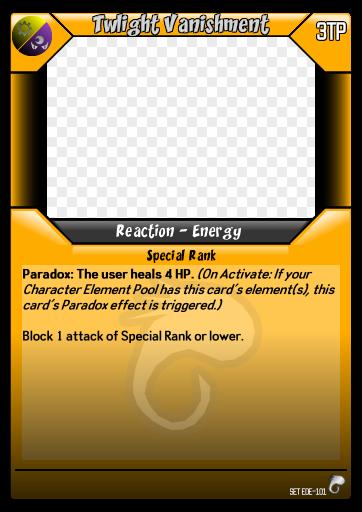 Twlight Vanishment
3TP
Reaction - Energy
Special Rank
Paradox: The user heals 4 HP. (On Activate: If your
Character Element Pool has this card's element(s), this
card's Paradox effect is triggered.)
Block 1 attack of Special Rank or lower.
SET EOE-101